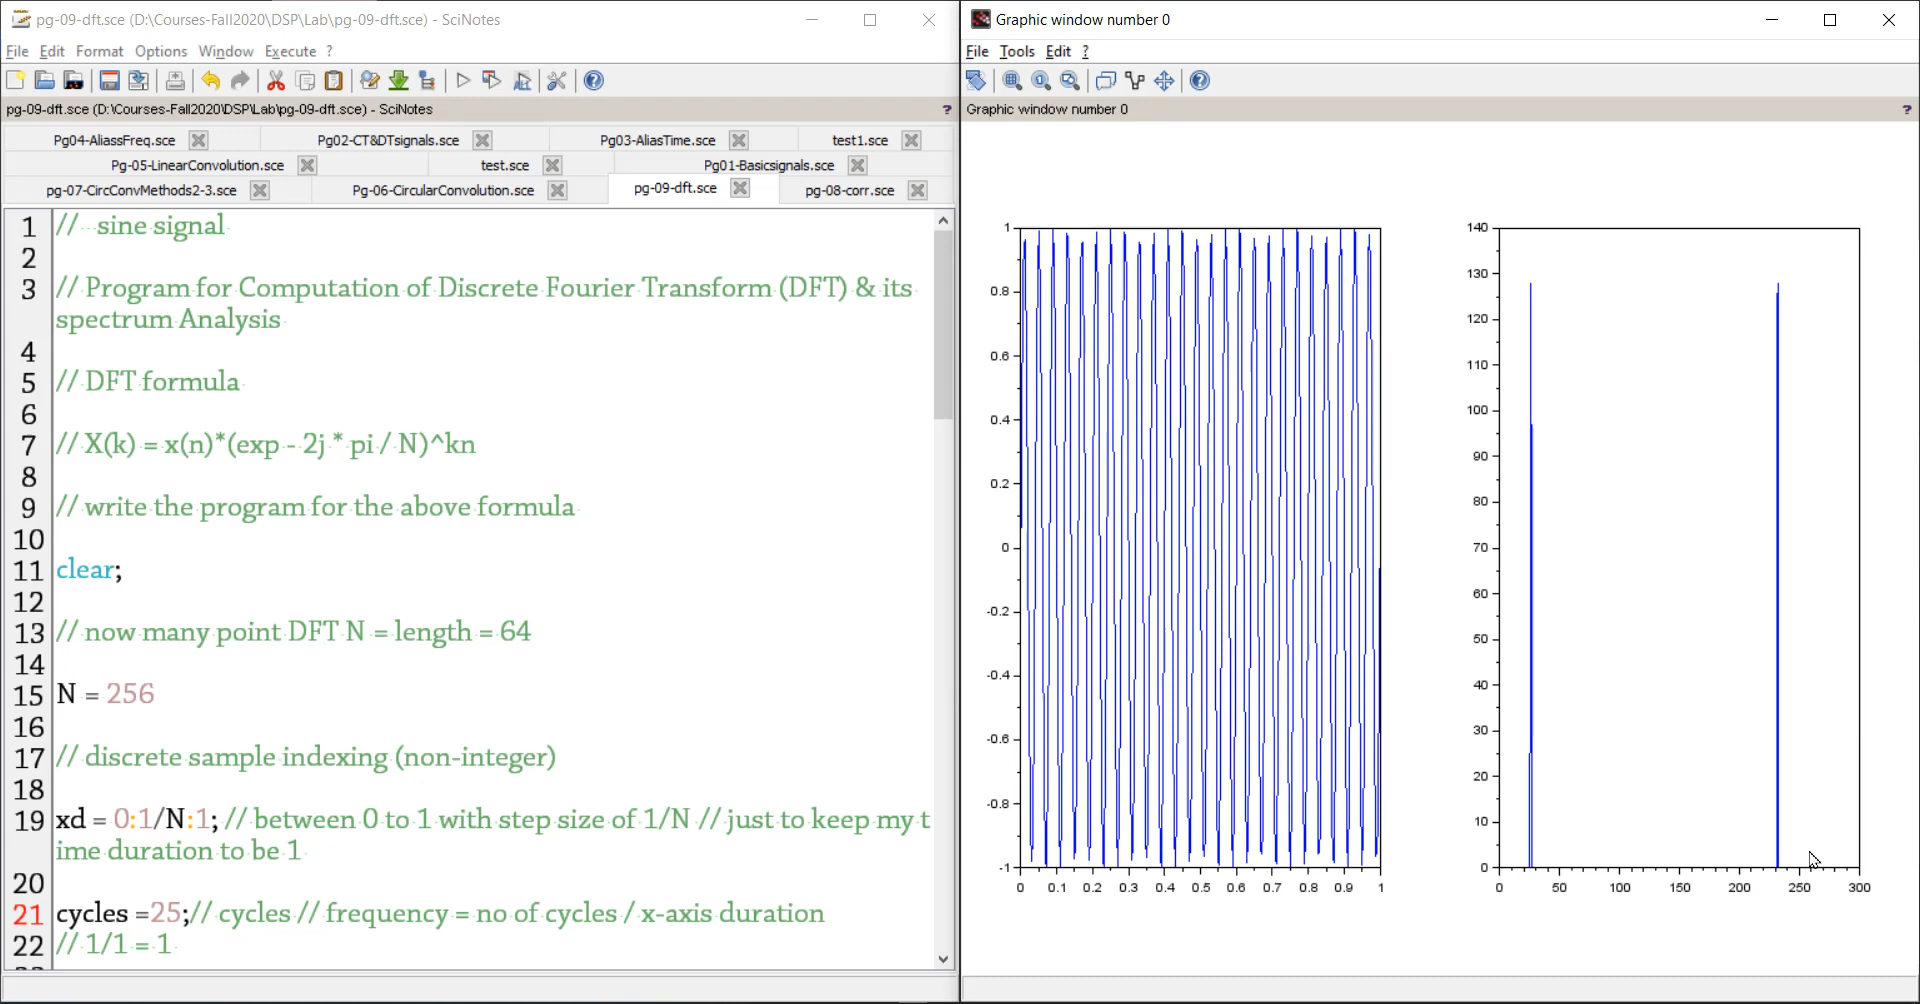 pg-09-dft.sce (D:\Courses-Fall2020\DSP\Lab\pg-09-dft.sce) - SciNotes
File Edit Format Options Window Execute ?
pg-09-dft.sce (D:\Courses-Fall2020\DSP\Lab\pg-09-dft.sce) - SciNotes ?
Pg04-AliassFreq.sce Pg02-CT&DTsignals.sce Pg03-AliasTime.sce test1.sce
Pg-05-LinearConvolution.sce test.sce Pg01-Basicsignals.sce
pg-07-CircConvMethods2-3.sce Pg-06-CircularConvolution.sce pg-09-dft.sce pg-08-corr.sce
1 // sine signal
2
3 // Program for Computation of Discrete Fourier Transform (DFT) & its
spectrum Analysis
4
5 // DFT formula
6
7 // X(k) = x(n)*(exp - 2j * pi / N)^kn
8
9 // write the program for the above formula
10
11 clear;
12
13 // now many point DFT N = length = 64
14
15 N = 256
16
17 // discrete sample indexing (non-integer)
18
19 xd = 0:1/N:1; // between 0 to 1 with step size of 1/N // just to keep my t
ime duration to be 1
20
21 cycles =25;// cycles // frequency = no of cycles / x-axis duration
22 // 1/1 = 1
Graphic window number 0
File Tools Edit ?
Graphic window number 0 ?
1
0.8
0.6
0.4
0.2
0
-0.2
-0.4
-0.6
-0.8
-1
0 0.1 0.2 0.3 0.4 0.5 0.6 0.7 0.8 0.9 1
140
130
120
110
100
90
80
70
60
50
40
30
20
10
0
0 50 100 150 200 250 300